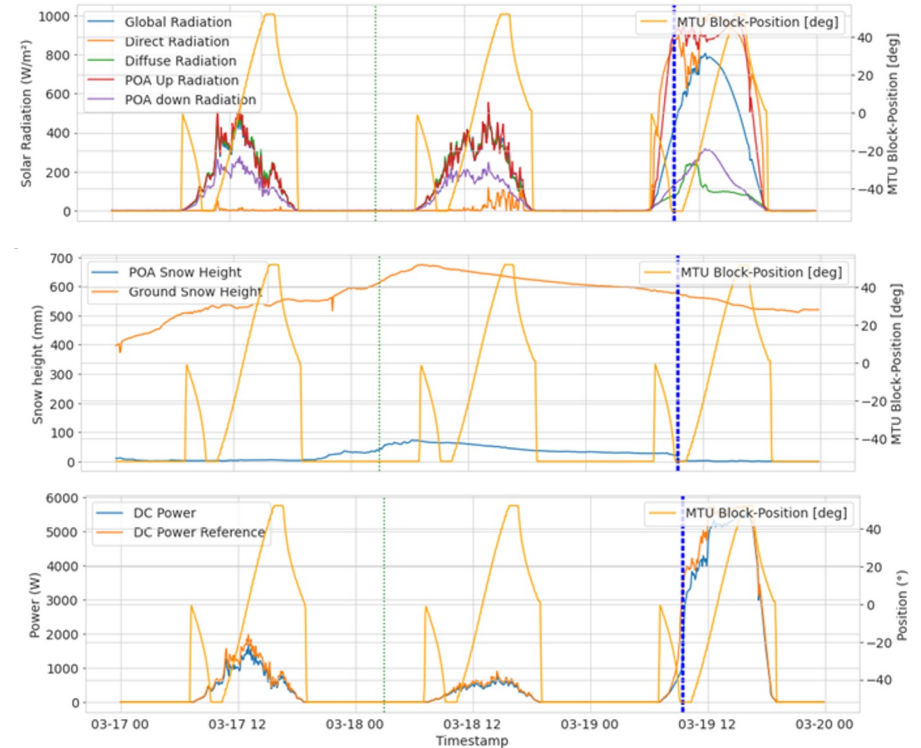 Solar Radiation (W/m²)
1000
800
600
400
200
0
Global Radiation
Direct Radiation
Diffuse Radiation
POA Up Radiation
POA down Radiation
MTU Block-Position [deg]
40
20
0
−20
−40
MTU Block-Position [deg]
Snow height (mm)
700
600
500
400
300
200
100
0
POA Snow Height
Ground Snow Height
MTU Block-Position [deg]
40
20
0
−20
−40
MTU Block-Position [deg]
Power (W)
6000
5000
4000
3000
2000
1000
0
DC Power
DC Power Reference
MTU Block-Position [deg]
40
20
0
−20
−40
Position (°)
03-17 00 03-17 12 03-18 00 03-18 12 03-19 00 03-19 12 03-20 00
Timestamp